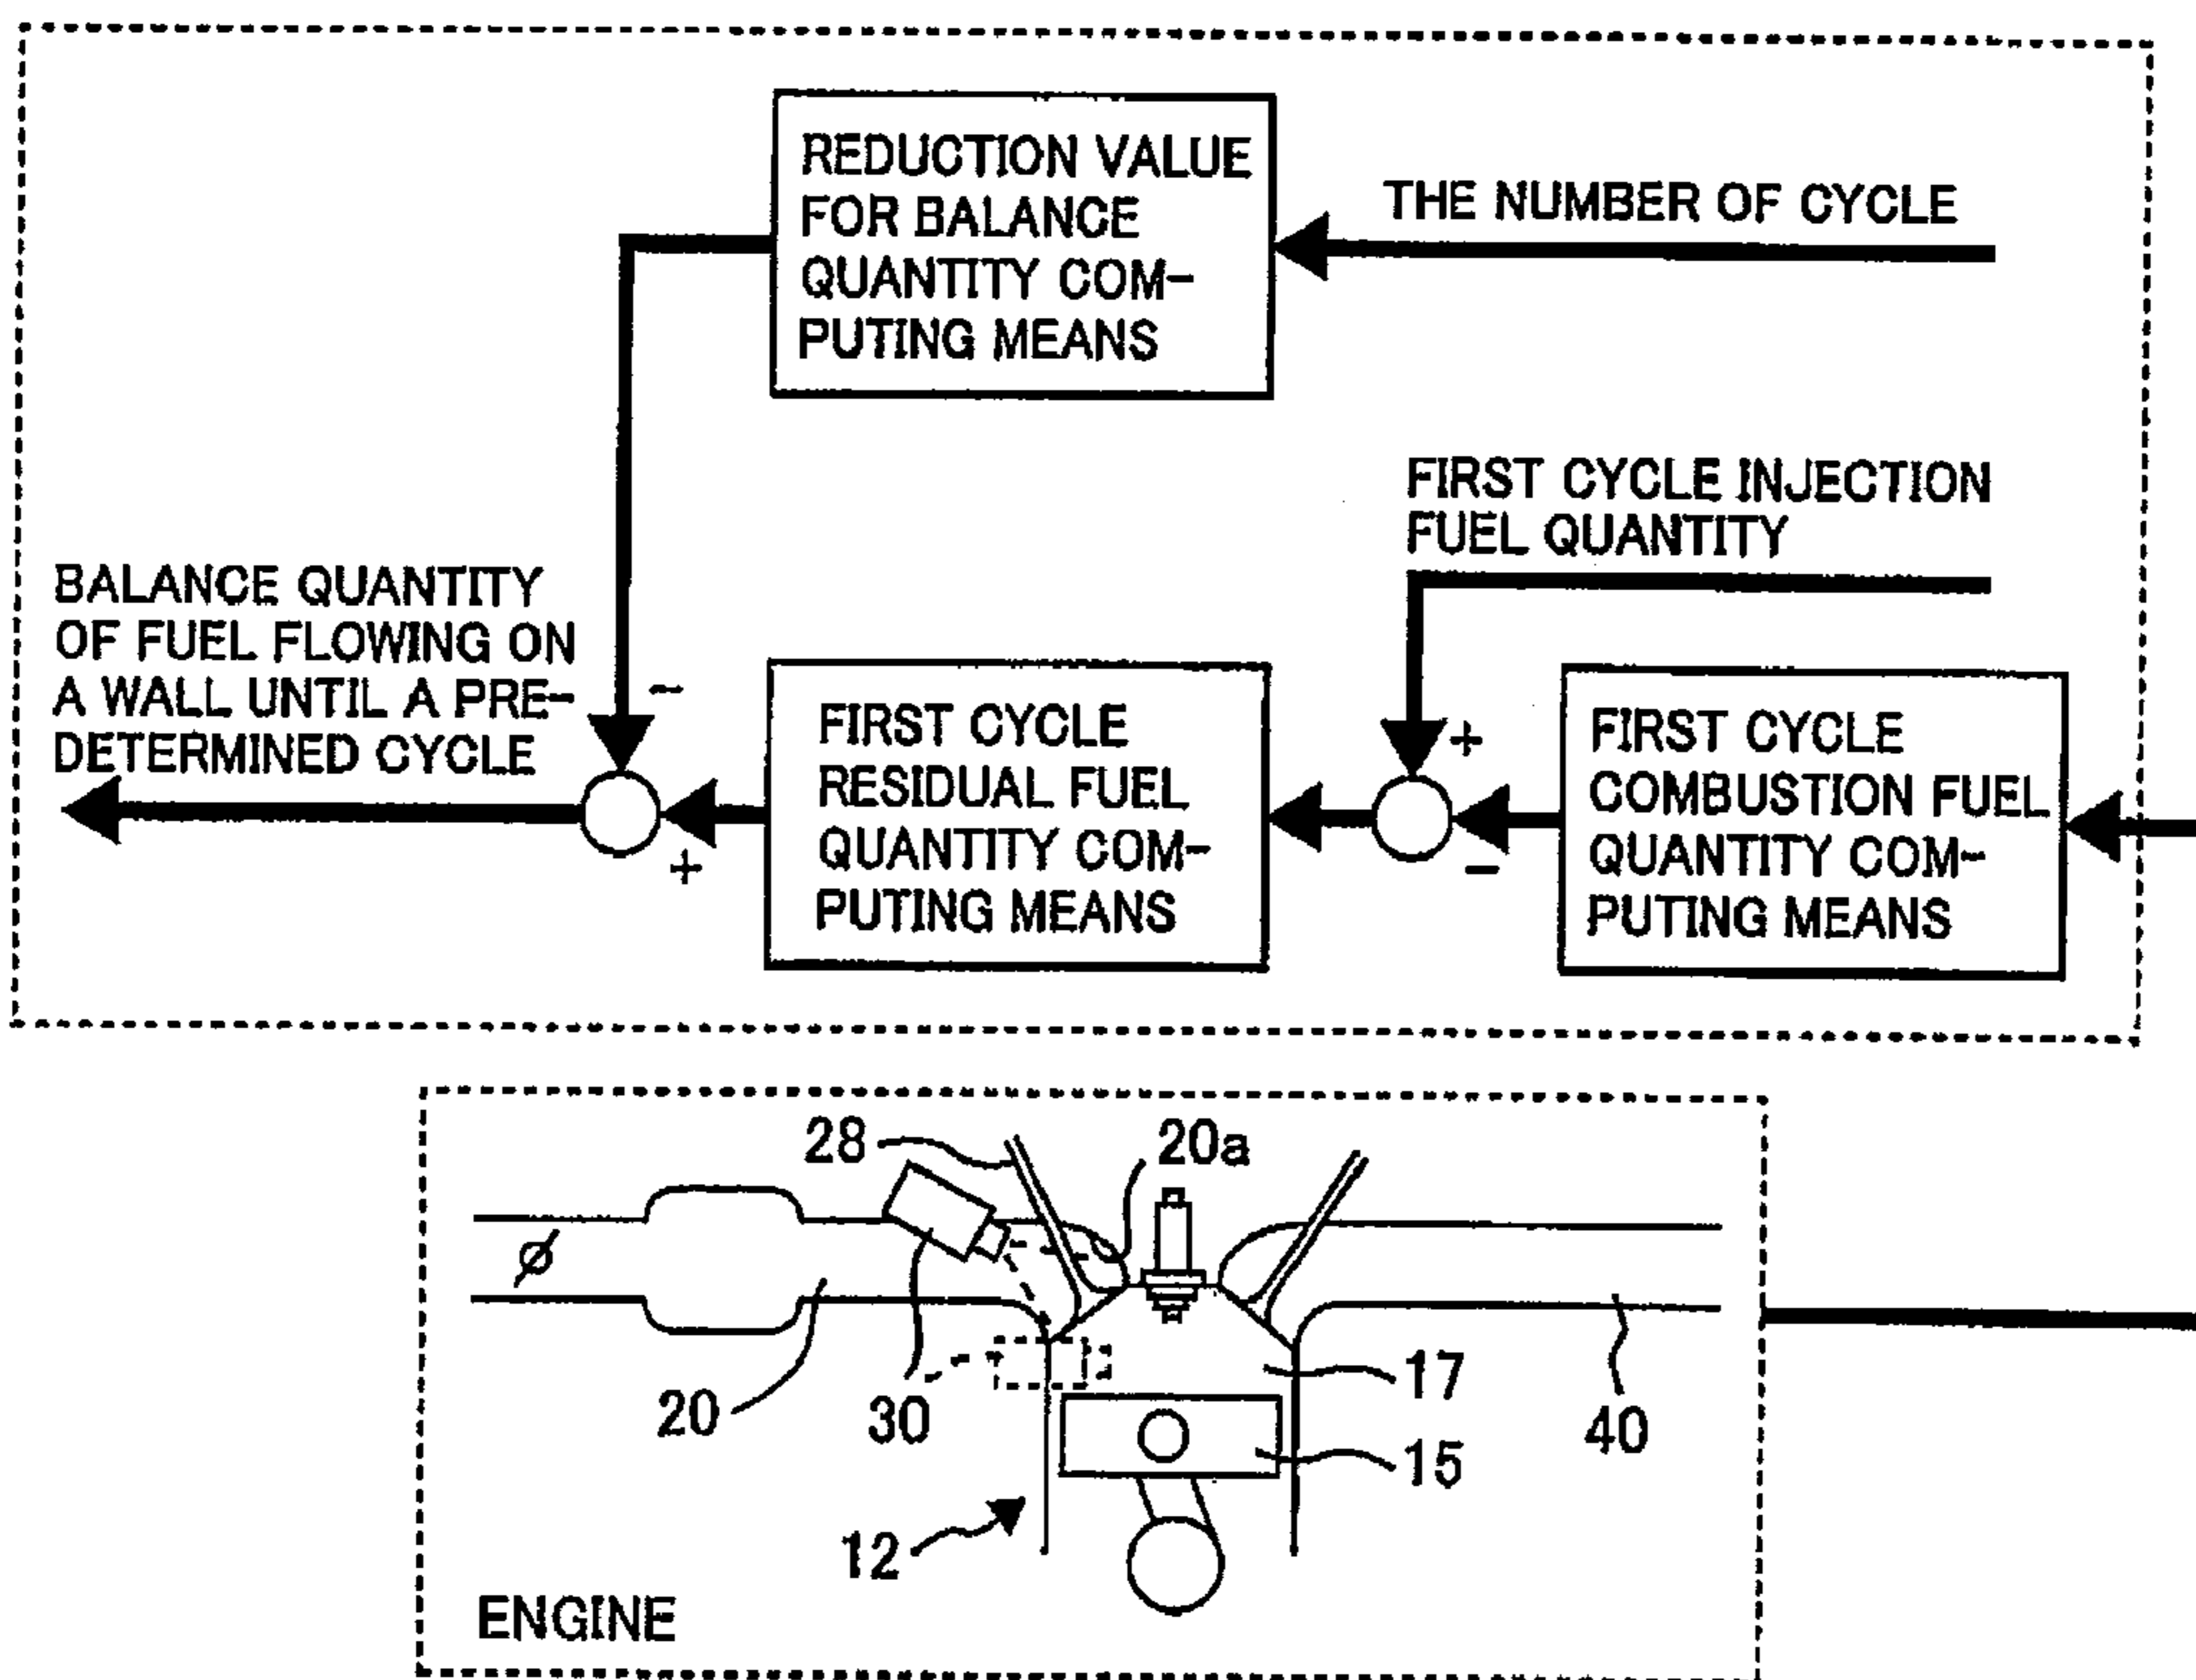 REDUCTION VALUE
FOR BALANCE
QUANTITY COM-
PUTING MEANS
THE NUMBER OF CYCLE
FIRST CYCLE INJECTION
FUEL QUANTITY
BALANCE QUANTITY
OF FUEL FLOWING ON
A WALL UNTIL A PRE-
DETERMINED CYCLE
-
+
FIRST CYCLE
RESIDUAL FUEL
QUANTITY COM-
PUTING MEANS
+
-
FIRST CYCLE
COMBUSTION FUEL
QUANTITY COM-
PUTING MEANS
28
20a
20
30
17
15
40
12
ENGINE